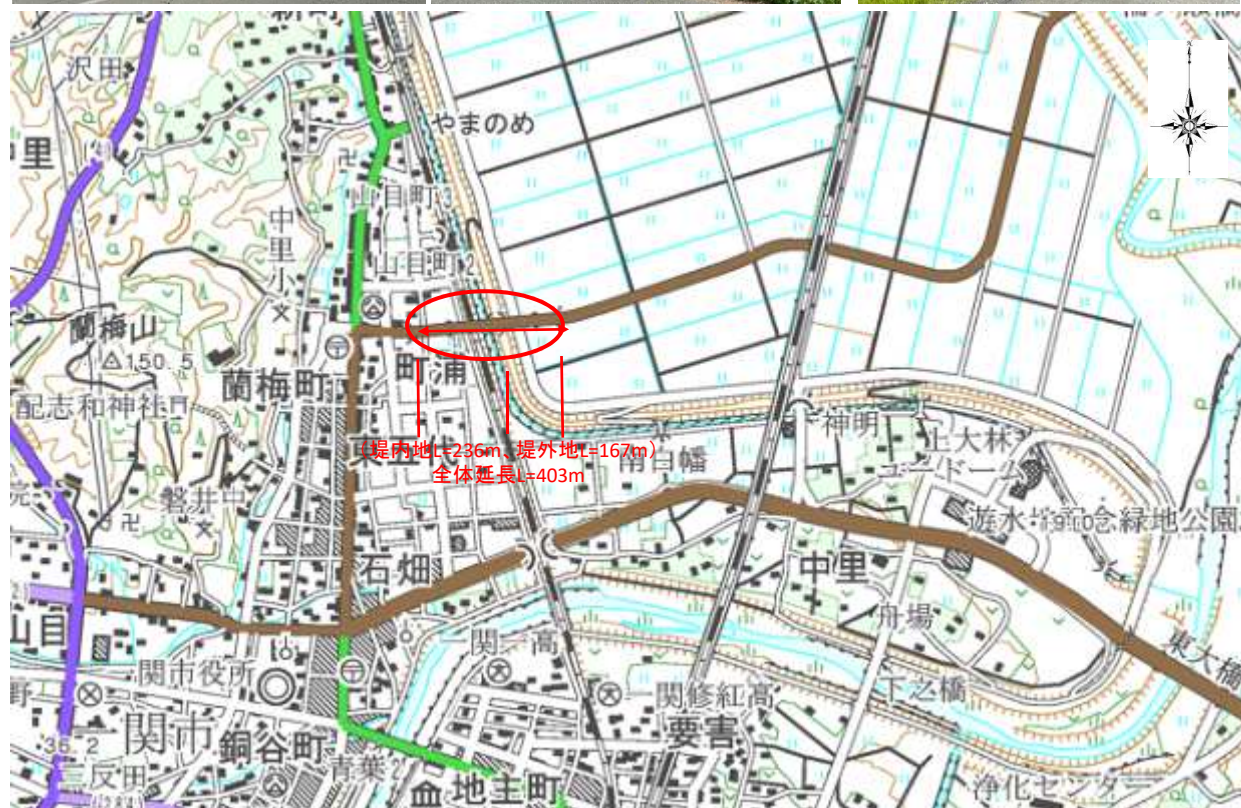 沢田
里
やまのめ
山目町3
山目町2
中里小
蘭梅山
150.5
蘭梅町
町浦
配志和神社
(堤内地L=236m、堤外地L=167m)
全体延長L=403m
神明
上大林
南白幡
ユードーム
磐井中
石畑
中里
遊水地記念緑地公園
舟場
山目
関一高
東大橋
関市役所
一関修紅高
下之橋
要害
関市
銅谷町
36.2
三反田
青葉
地主町
浄化センター